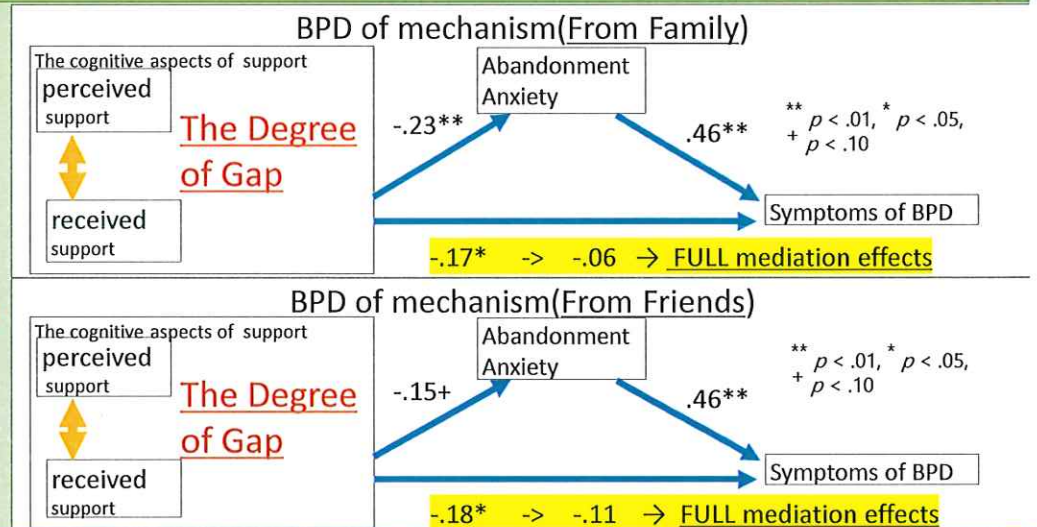 BPD of mechanism(From Family)
The cognitive aspects of support
perceived
support
The Degree
of Gap
received
support
-.23**
Abandonment
Anxiety
.46**
** p < .01, * p < .05,
+ p < .10
Symptoms of BPD
-.17* -> -.06 → FULL mediation effects
BPD of mechanism(From Friends)
The cognitive aspects of support
perceived
support
The Degree
of Gap
received
support
-.15+
Abandonment
Anxiety
.46**
** p < .01, * p < .05,
+ p < .10
Symptoms of BPD
-.18* -> -.11 → FULL mediation effects